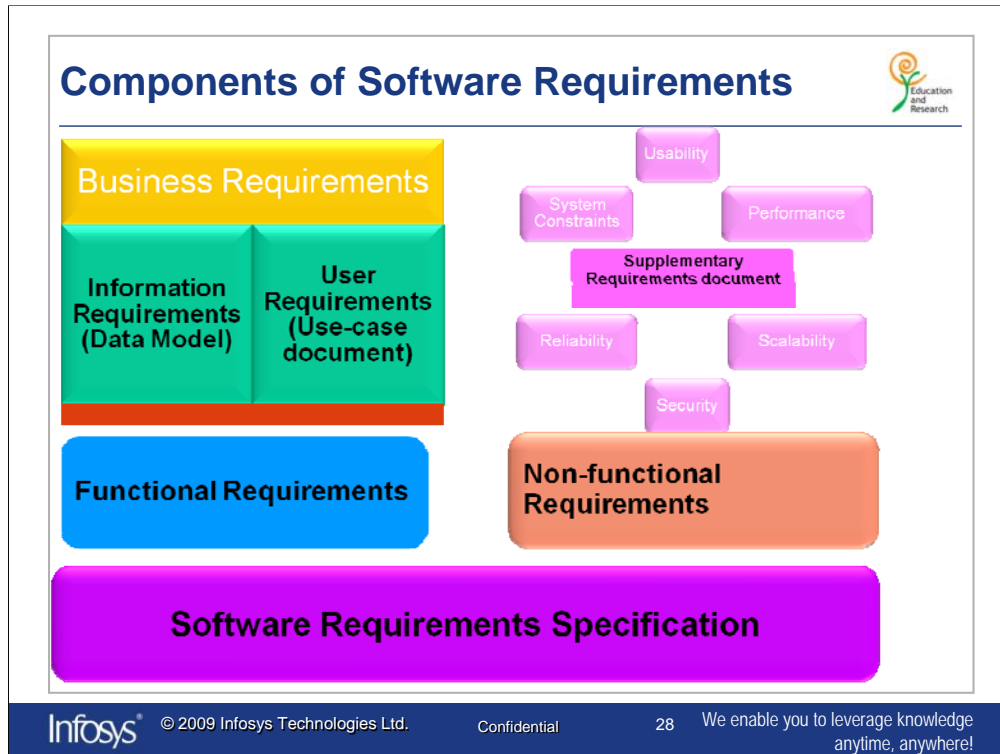 Components of Software Requirements
Education
and
Research
Business Requirements
Information
Requirements
(Data Model)
User
Requirements
(Use-case
document)
Functional Requirements
Usability
System
Constraints
Performance
Supplementary
Requirements document
Reliability
Scalability
Security
Non-functional
Requirements
Software Requirements Specification
Infosys®
© 2009 Infosys Technologies Ltd.
Confidential
28
We enable you to leverage knowledge
anytime, anywhere!